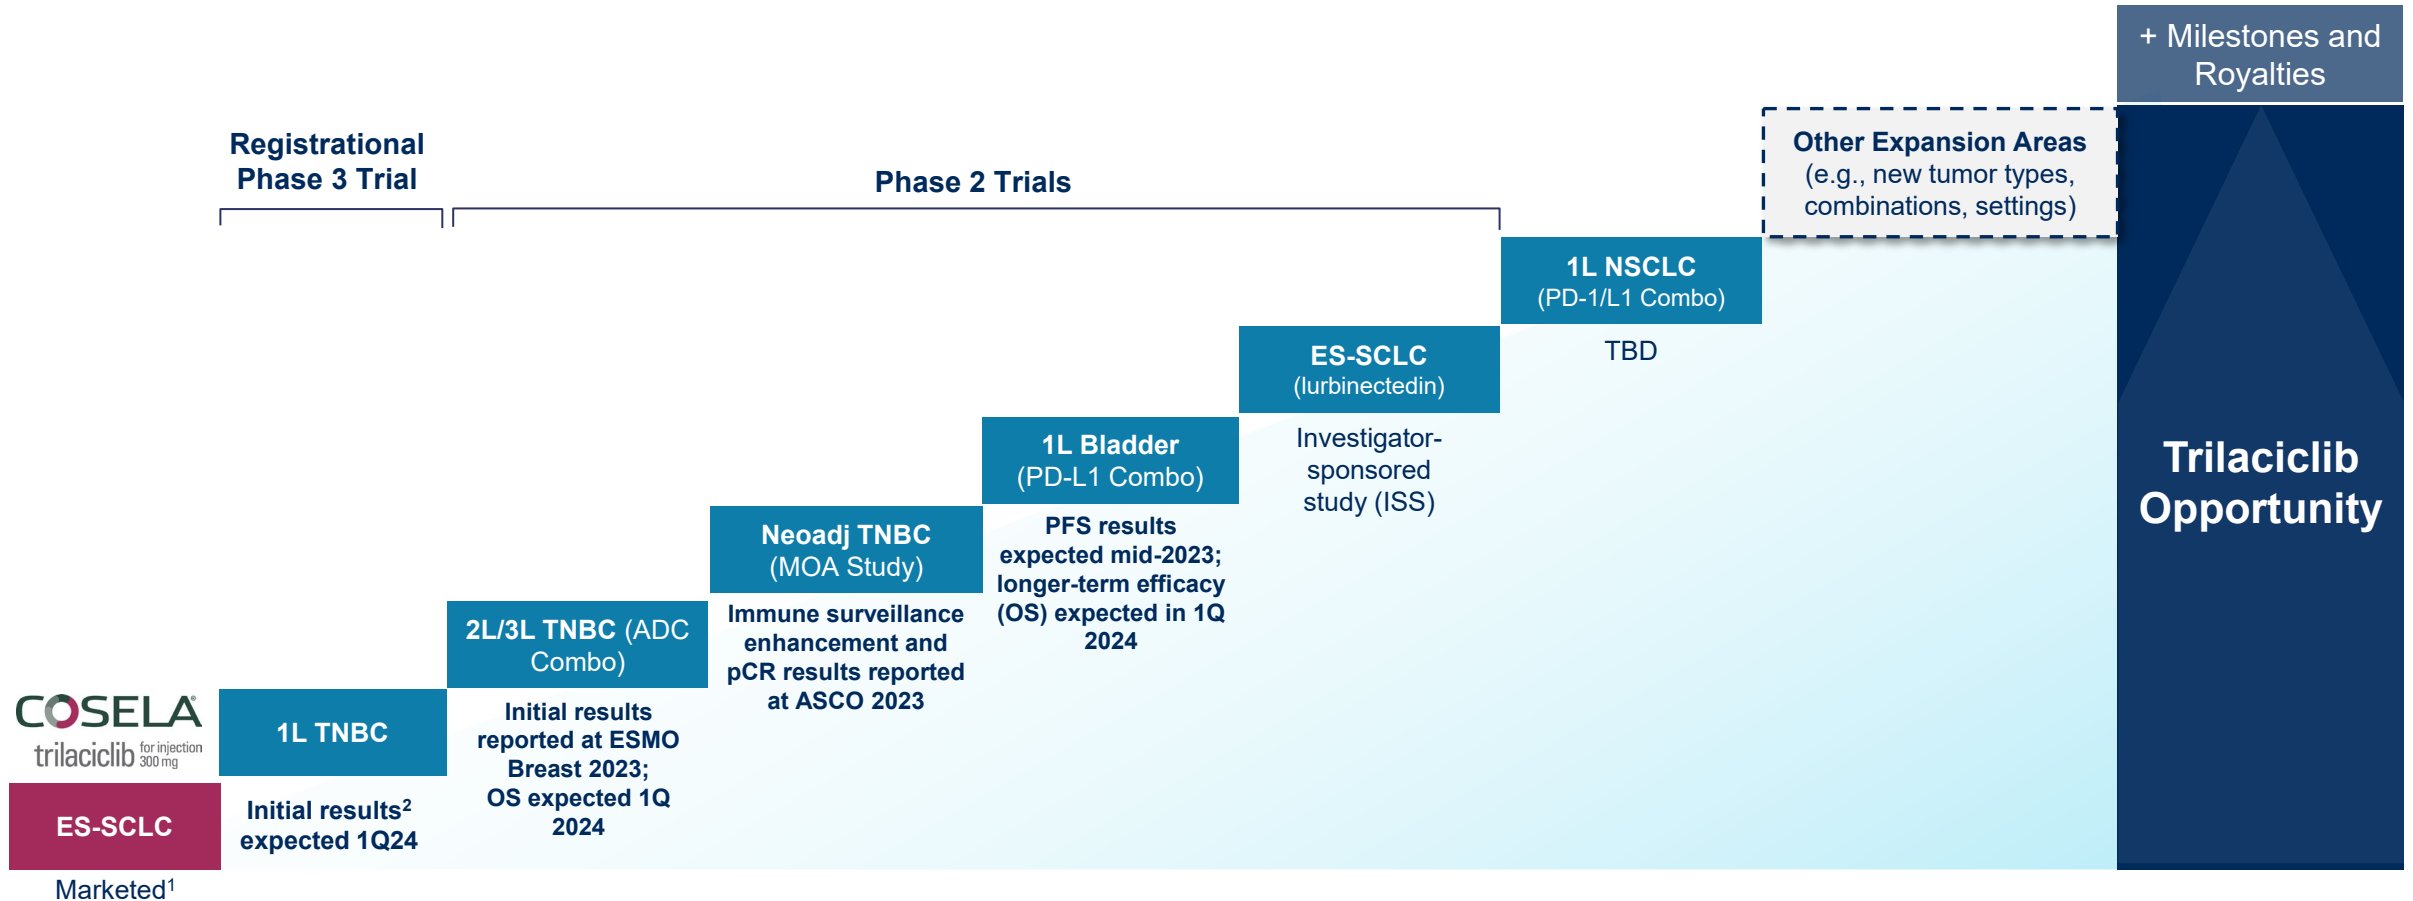 + Milestones and
Royalties
Registrational
Phase 3 Trial
Phase 2 Trials
Other Expansion Areas
(e.g., new tumor types,
combinations, settings)
1L NSCLC
(PD-1/L1 Combo)
TBD
ES-SCLC
(lurbinectedin)
Investigator-
sponsored
study (ISS)
1L Bladder
(PD-L1 Combo)
PFS results
expected mid-2023;
longer-term efficacy
(OS) expected in 1Q
2024
Neoadj TNBC
(MOA Study)
Immune surveillance
enhancement and
pCR results reported
at ASCO 2023
2L/3L TNBC (ADC
Combo)
Initial results
reported at ESMO
Breast 2023;
OS expected 1Q
2024
1L TNBC
Initial results²
expected 1Q24
COSELA®
trilaciclib for injection
300 mg
ES-SCLC
Marketed¹
Trilaciclib
Opportunity